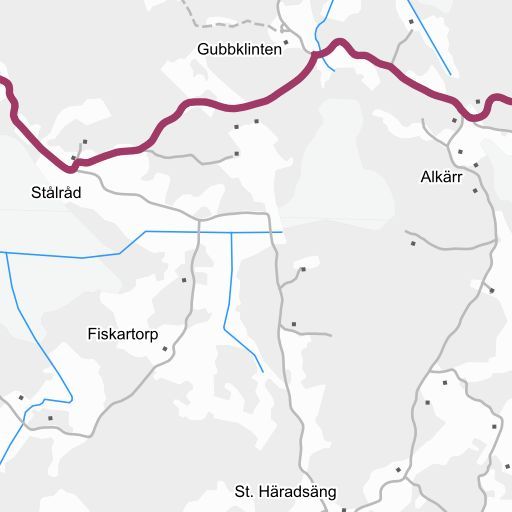 Gubbklinten
Alkärr
Stålråd
Fiskartorp
St. Häradsäng